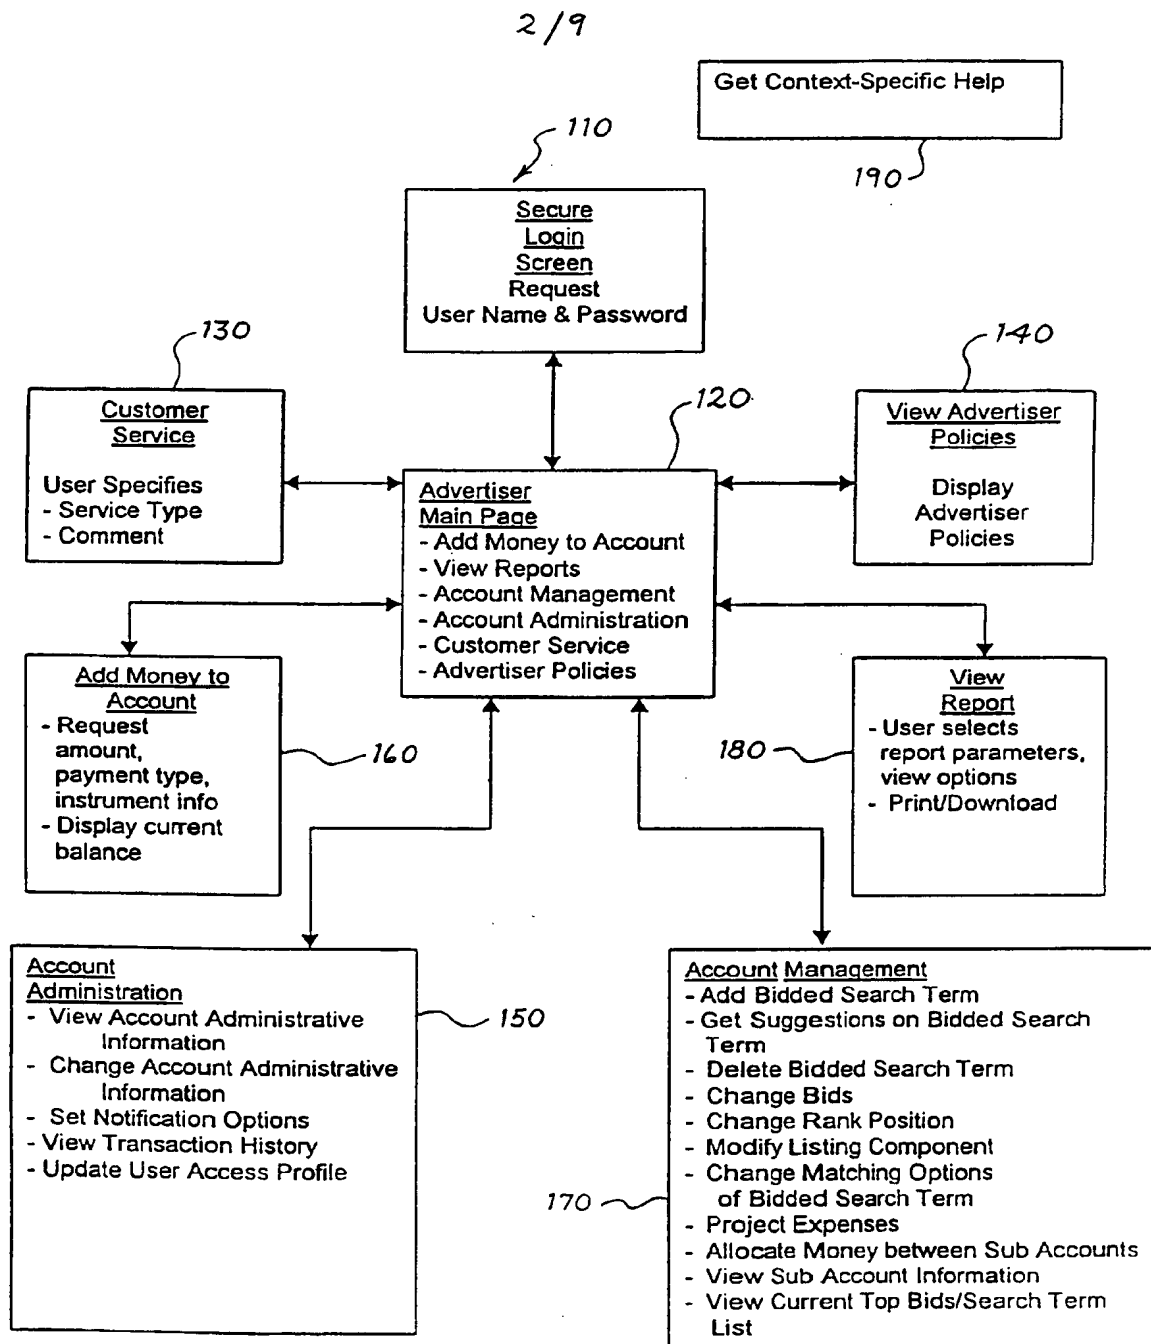 2/9
Get Context-Specific Help
190
110
Secure
Login
Screen
Request
User Name & Password
130
Customer
Service
User Specifies
- Service Type
- Comment
120
Advertiser
Main Page
- Add Money to Account
- View Reports
- Account Management
- Account Administration
- Customer Service
- Advertiser Policies
140
View Advertiser
Policies
Display
Advertiser
Policies
Add Money to
Account
- Request
amount,
payment type,
instrument info
- Display current
balance
160
View
Report
- User selects
report parameters,
view options
- Print/Download
180
Account
Administration
- View Account Administrative
Information
- Change Account Administrative
Information
- Set Notification Options
- View Transaction History
- Update User Access Profile
150
Account Management
- Add Bidded Search Term
- Get Suggestions on Bidded Search
Term
- Delete Bidded Search Term
- Change Bids
- Change Rank Position
- Modify Listing Component
- Change Matching Options
of Bidded Search Term
- Project Expenses
- Allocate Money between Sub Accounts
- View Sub Account Information
- View Current Top Bids/Search Term
List
170